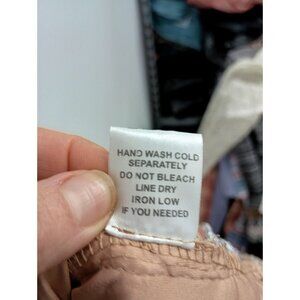 HAND WASH COLD
SEPARATELY
DO NOT BLEACH
LINE DRY
IRON LOW
IF YOU NEEDED